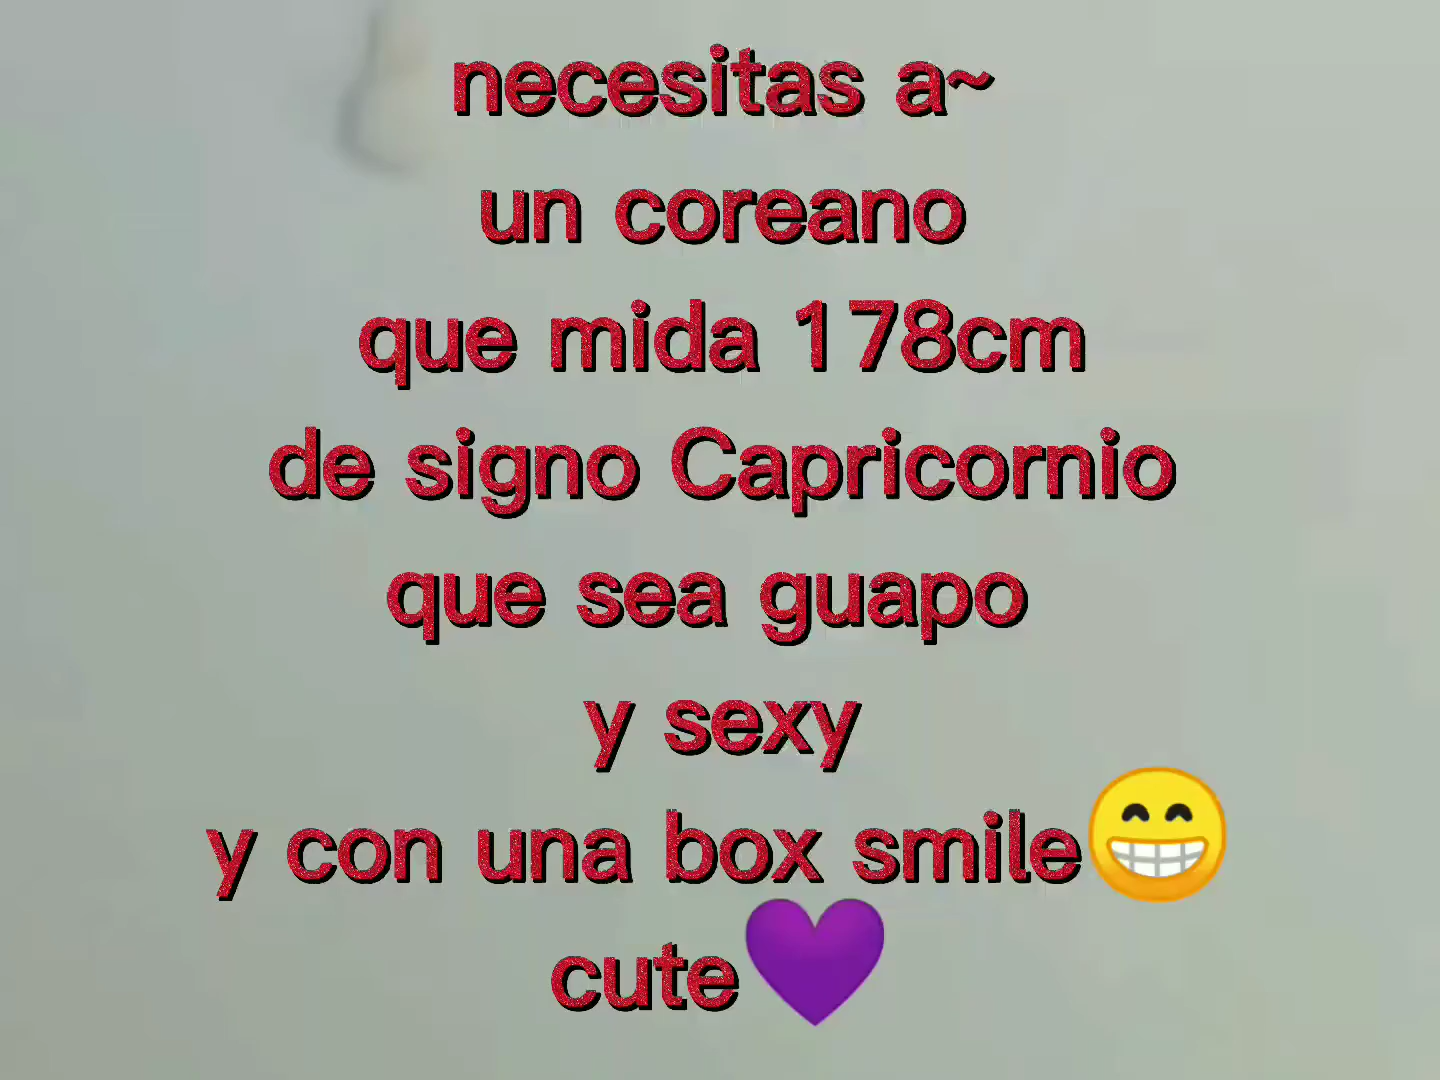 necesitas a~
un coreano
que mida 178cm
de signo Capricornio
que sea guapo
y sexy
y con una box smile😁
cute💜